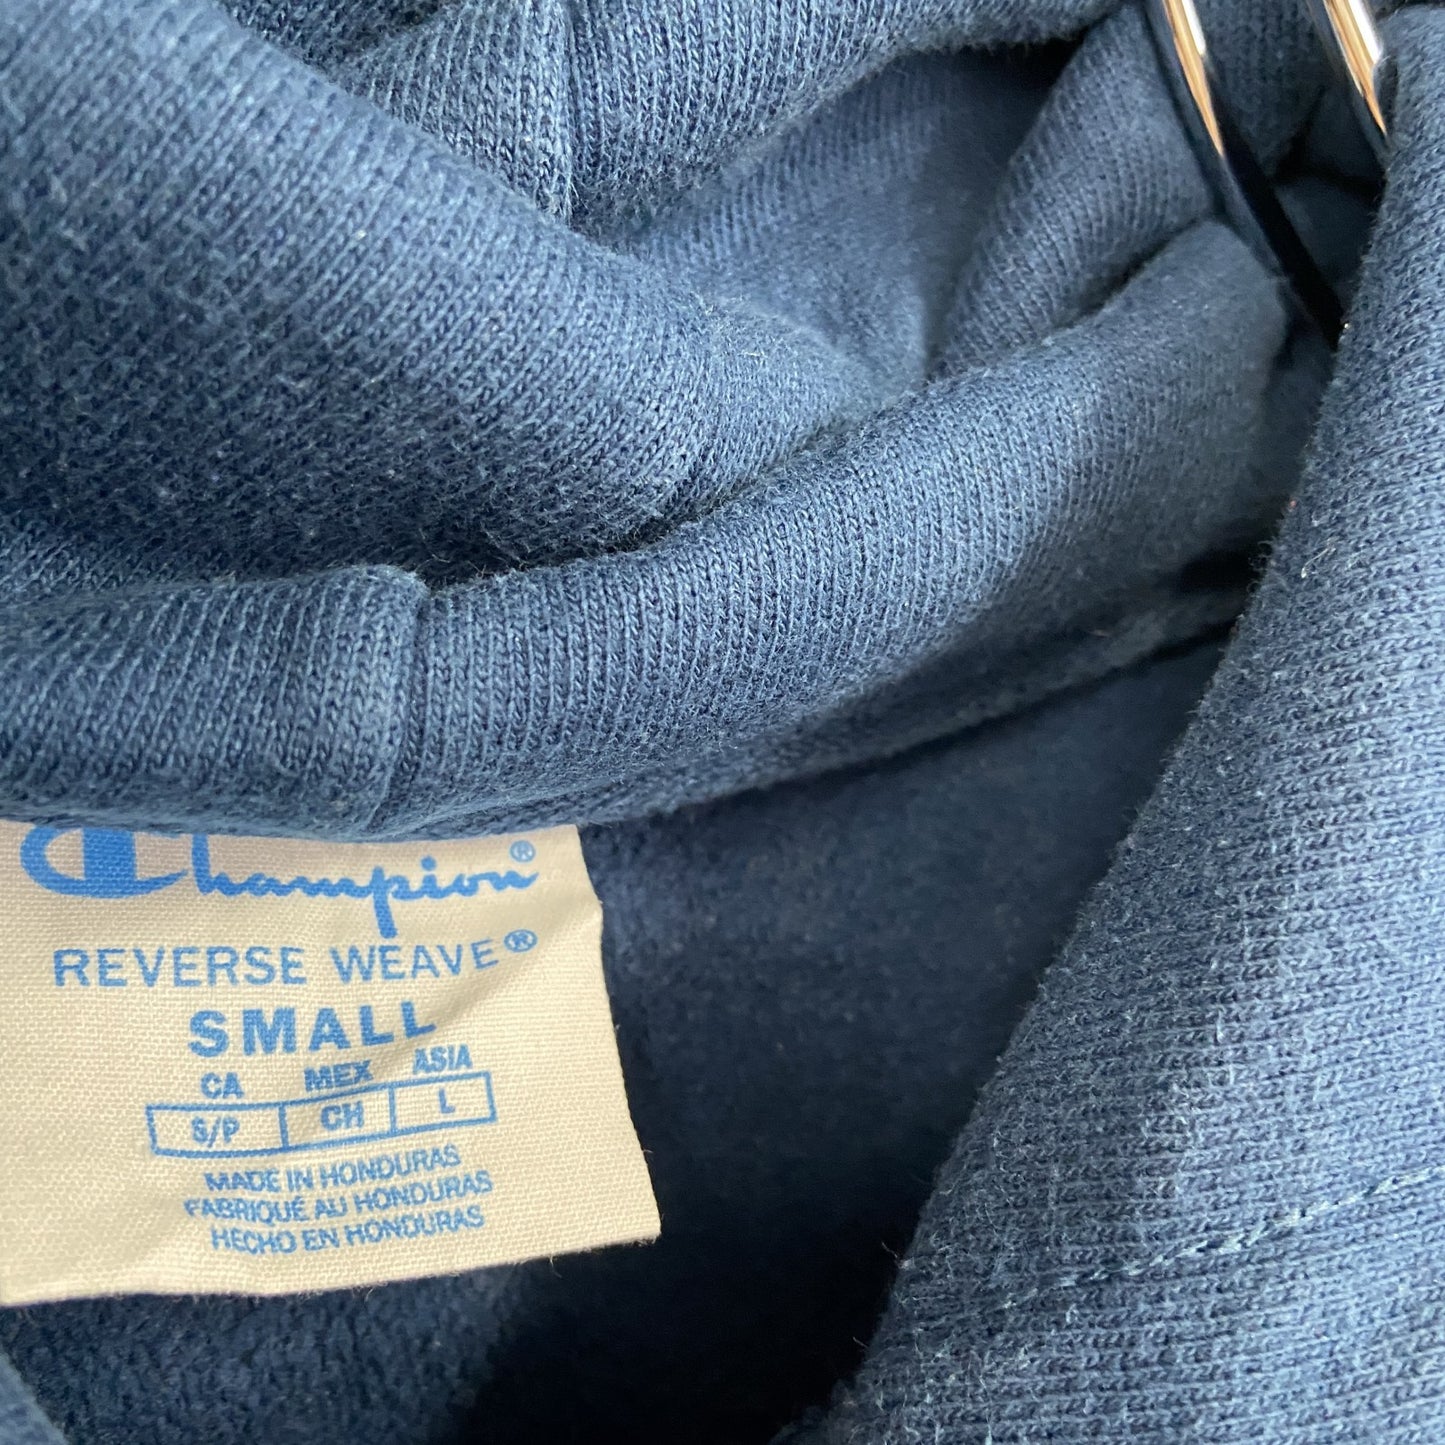 Champion®
REVERSE WEAVE®
SMALL
CA MEX ASIA
S/P CH L
MADE IN HONDURAS
FABRIQUÉ AU HONDURAS
HECHO EN HONDURAS